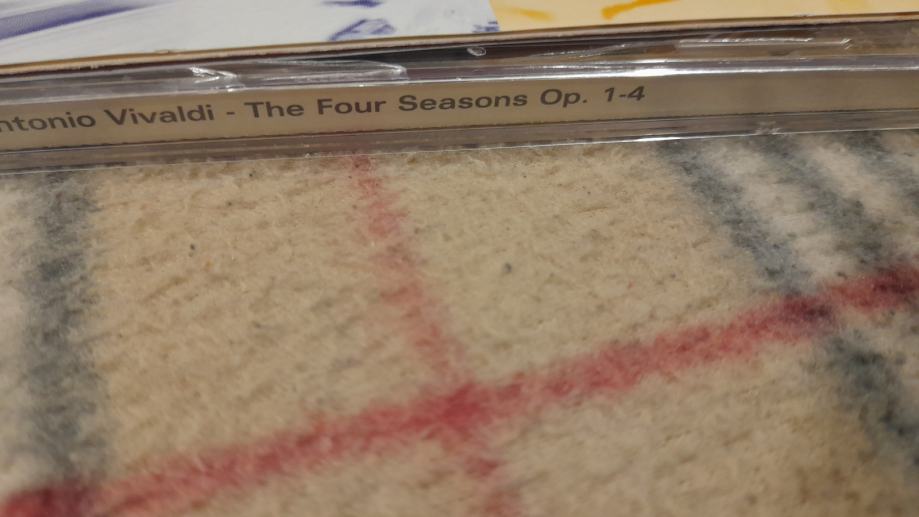 ntonio Vivaldi - The Four Seasons Op. 1-4